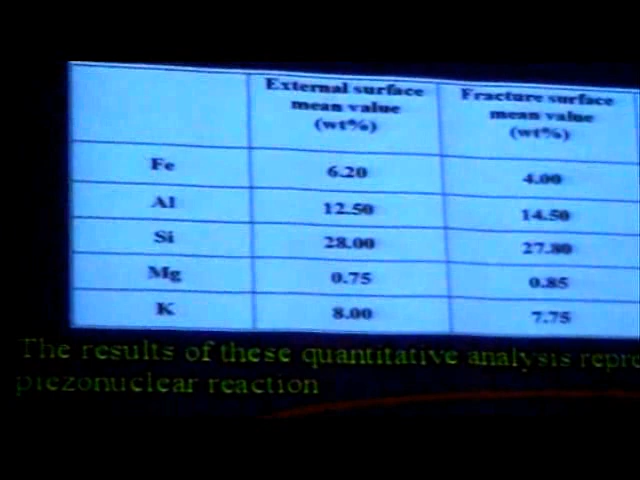 External surface mean value (wt%) Fracture surface mean value (wt%)
Fe 6.20 4.00
Al 12.50 14.50
Si 28.00 27.80
Mg 0.75 0.85
K 8.00 7.75
The results of these quantitative analysis repre
piezonuclear reaction